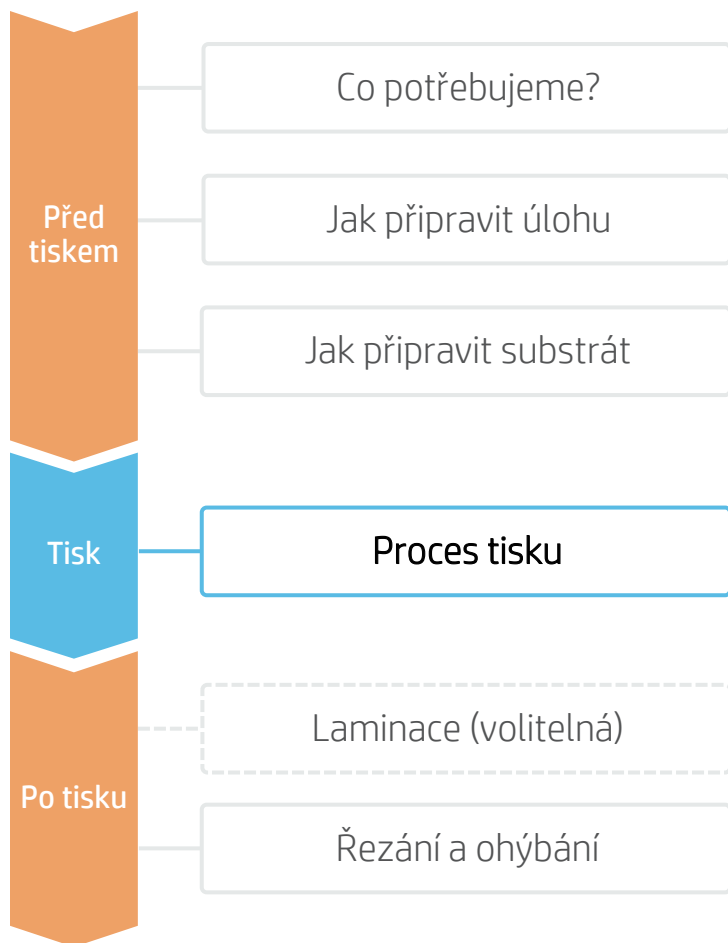 Co potřebujeme?
Před
tiskem
Jak připravit úlohu
Jak připravit substrát
Tisk
Proces tisku
Laminace (volitelná)
Po tisku
Řezání a ohýbání